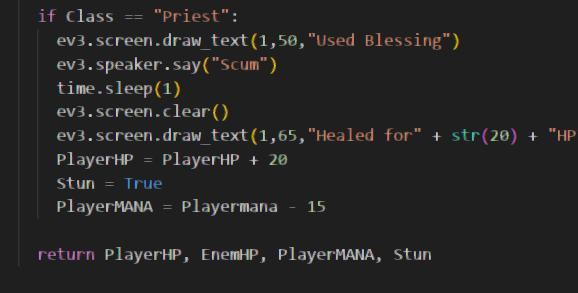 if Class == "Priest":
ev3.screen.draw_text(1,50,"Used Blessing")
ev3.speaker.say("Scum")
time.sleep(1)
ev3.screen.clear()
ev3.screen.draw_text(1,65,"Healed for" + str(20) + "HP
PlayerHP = PlayerHP + 20
Stun = True
PlayerMANA = Playermana - 15
return PlayerHP, EnemHP, PlayerMANA, Stun